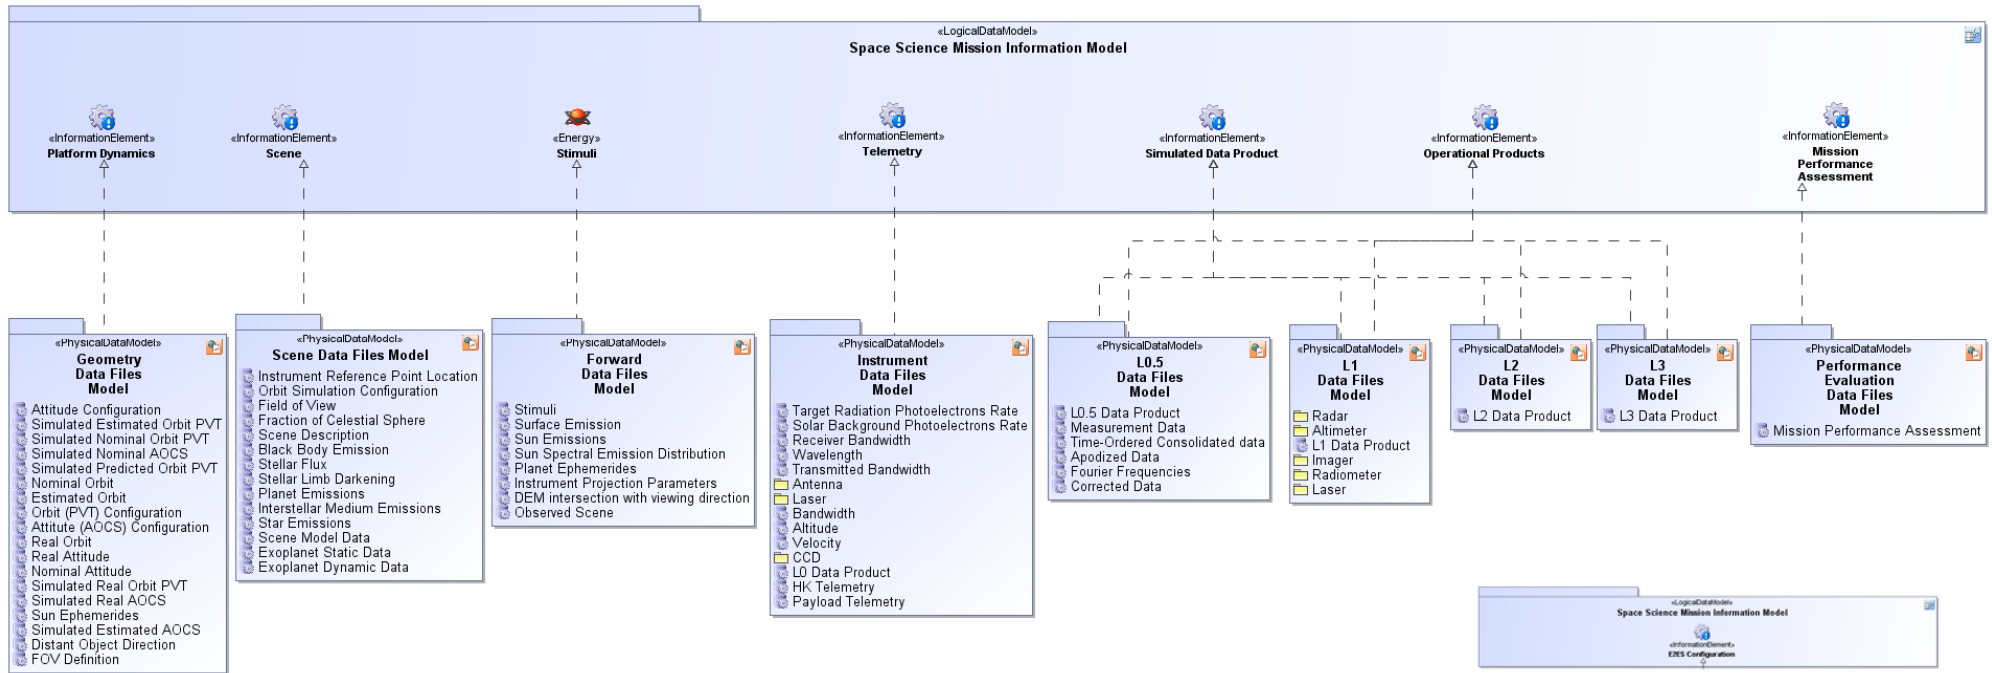 «LogicalDataModel»
Space Science Mission Information Model
«InformationElement»
Platform Dynamics
«InformationElement»
Scene
«Energy»
Stimuli
«InformationElement»
Telemetry
«InformationElement»
Simulated Data Product
«InformationElement»
Operational Products
«InformationElement»
Mission
Performance
Assessment
«PhysicalDataModel»
Geometry
Data Files
Model
Attitude Configuration
Simulated Estimated Orbit PVT
Simulated Nominal Orbit PVT
Simulated Nominal AOCS
Simulated Predicted Orbit PVT
Nominal Orbit
Estimated Orbit
Orbit (PVT) Configuration
Attitute (AOCS) Configuration
Real Orbit
Real Attitude
Nominal Attitude
Simulated Real Orbit PVT
Simulated Real AOCS
Sun Ephemerides
Simulated Estimated AOCS
Distant Object Direction
FOV Definition
«PhysicalDataModel»
Scene Data Files Model
Instrument Reference Point Location
Orbit Simulation Configuration
Field of View
Fraction of Celestial Sphere
Scene Description
Black Body Emission
Stellar Flux
Stellar Limb Darkening
Planet Emissions
Interstellar Medium Emissions
Star Emissions
Scene Model Data
Exoplanet Static Data
Exoplanet Dynamic Data
«PhysicalDataModel»
Forward
Data Files
Model
Stimuli
Surface Emission
Sun Emissions
Sun Spectral Emission Distribution
Planet Ephemerides
Instrument Projection Parameters
DEM intersection with viewing direction
Observed Scene
«PhysicalDataModel»
Instrument
Data Files
Model
Target Radiation Photoelectrons Rate
Solar Background Photoelectrons Rate
Receiver Bandwidth
Wavelength
Transmitted Bandwidth
Antenna
Laser
Bandwidth
Altitude
Velocity
CCD
L0 Data Product
HK Telemetry
Payload Telemetry
«PhysicalDataModel»
L0.5
Data Files
Model
L0.5 Data Product
Measurement Data
Time-Ordered Consolidated data
Apodized Data
Fourier Frequencies
Corrected Data
«PhysicalDataModel»
L1
Data Files
Model
Radar
Altimeter
L1 Data Product
Imager
Radiometer
Laser
«PhysicalDataModel»
L2
Data Files
Model
L2 Data Product
«PhysicalDataModel»
L3
Data Files
Model
L3 Data Product
«PhysicalDataModel»
Performance
Evaluation
Data Files
Model
Mission Performance Assessment
«LogicalDataModel»
Space Science Mission Information Model
«InformationElement»
E2ES Configuration